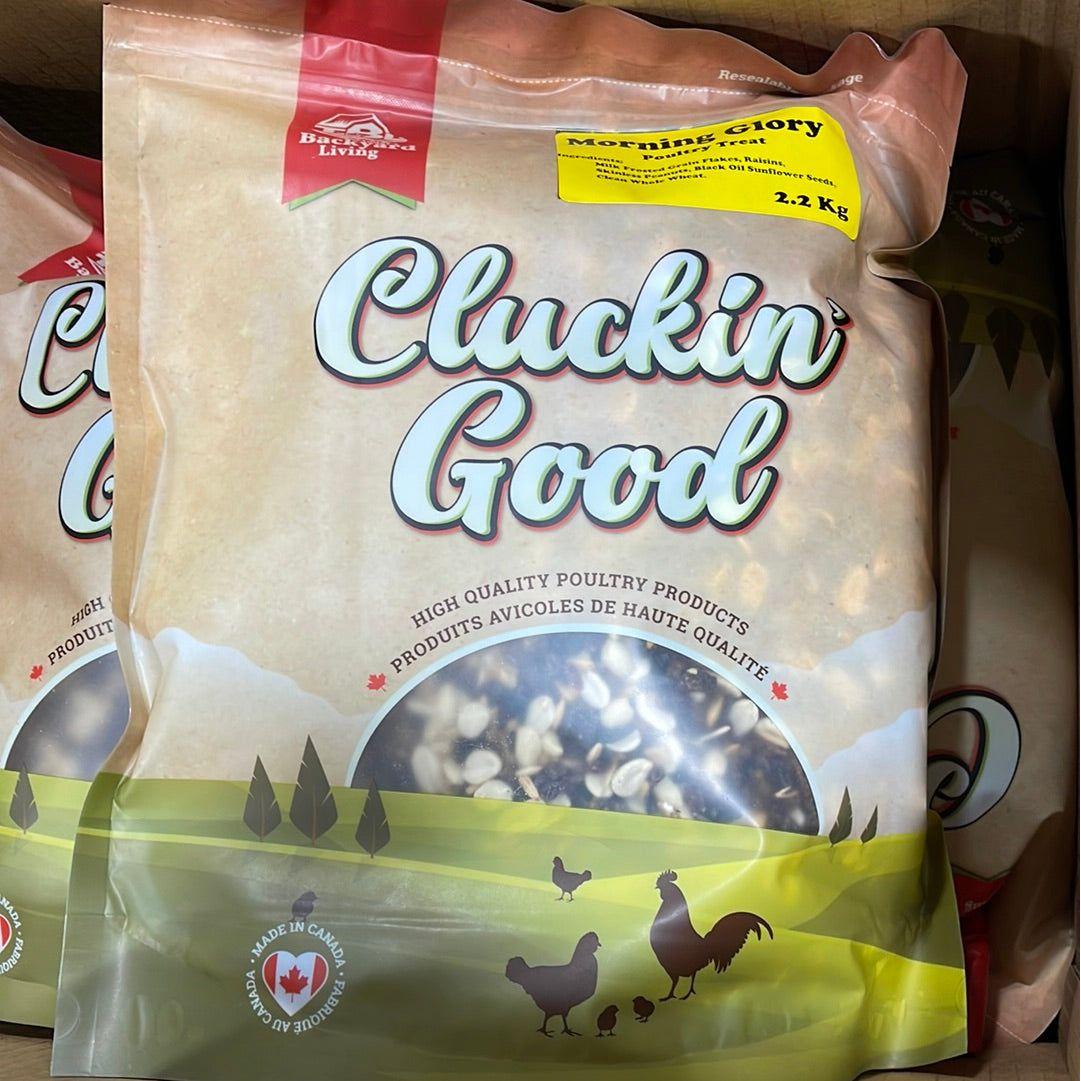 Resealable
Backyard
Living
Morning Glory
Poultry Treat
Ingredients:
Milk Frosted Grain Flakes, Raisins,
Skinless Peanuts, Black Oil Sunflower Seeds,
Clean Whole Wheat.
2.2 Kg
Cluckin'
Good
HIGH QUALITY POULTRY PRODUCTS
PRODUITS AVICOLES DE HAUTE QUALITÉ
MADE IN CANADA • FABRIQUÉ AU CANADA •
HIGH
PRODUIT